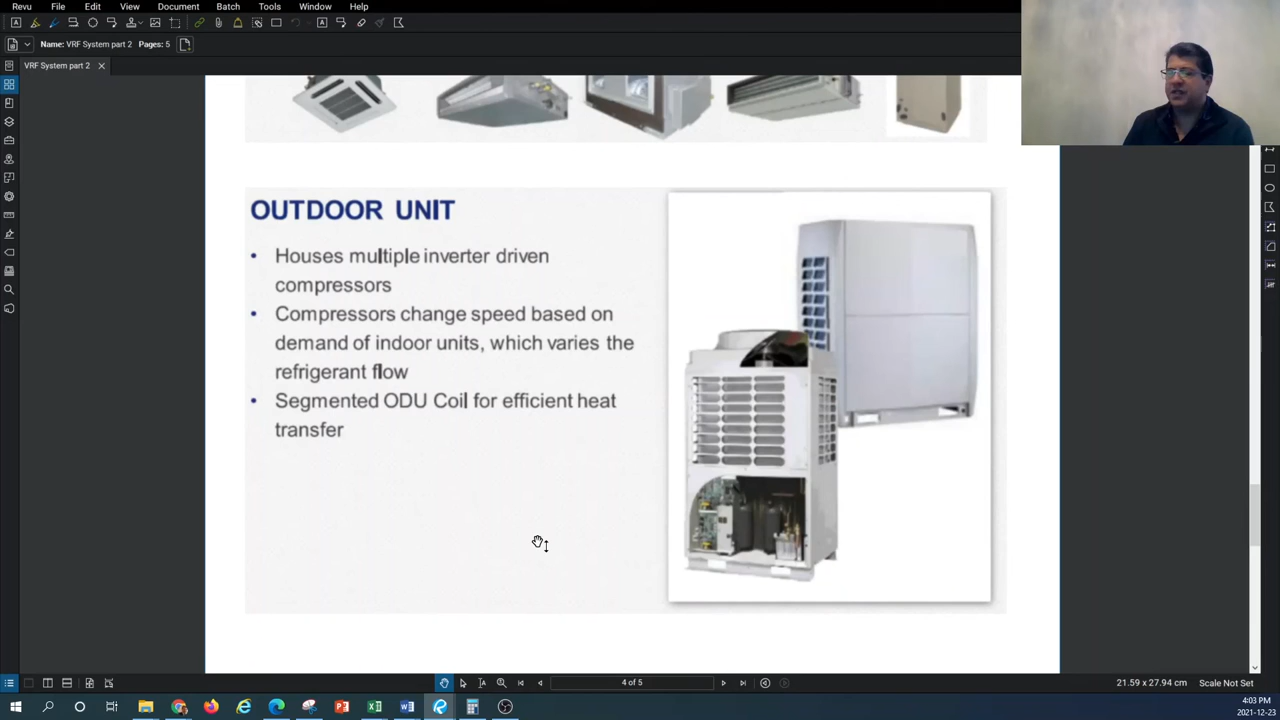 Revu File Edit View Document Batch Tools Window Help
Name: VRF System part 2 Pages: 5
VRF System part 2
OUTDOOR UNIT
• Houses multiple inverter driven
compressors
• Compressors change speed based on
demand of indoor units, which varies the
refrigerant flow
• Segmented ODU Coil for efficient heat
transfer
4 of 5
21.59 x 27.94 cm Scale Not Set
4:03 PM
2021-12-23